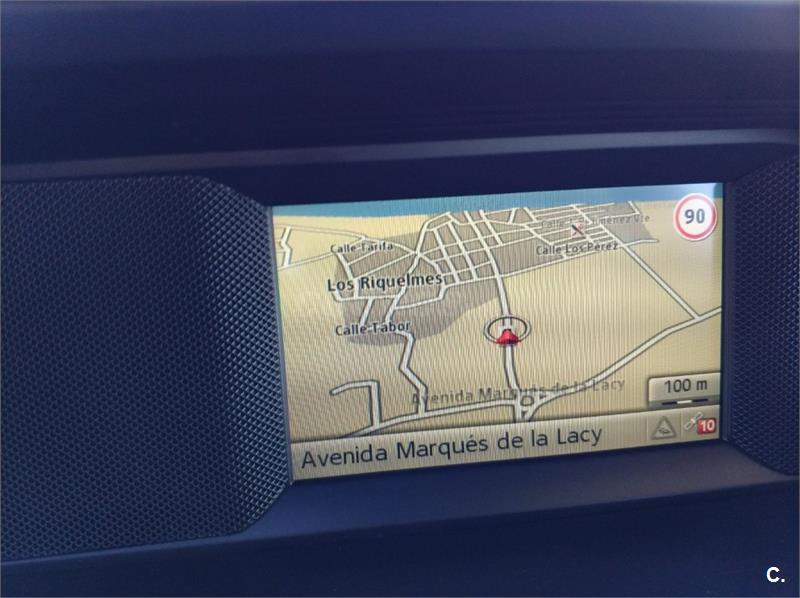 90
Calle Tarifa
Calle Los Pérez
Los Riquelmes
Calle Tabor
Avenida Marqués de la Lacy
100 m
Avenida Marqués de la Lacy
10
C.